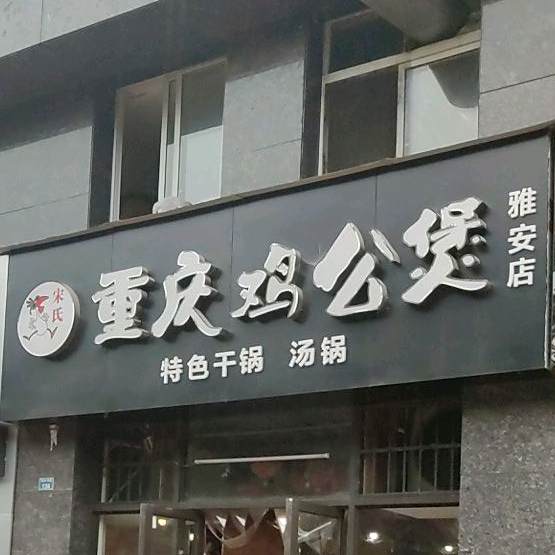 宋氏
重庆鸡公煲
雅安店
特色干锅 汤锅